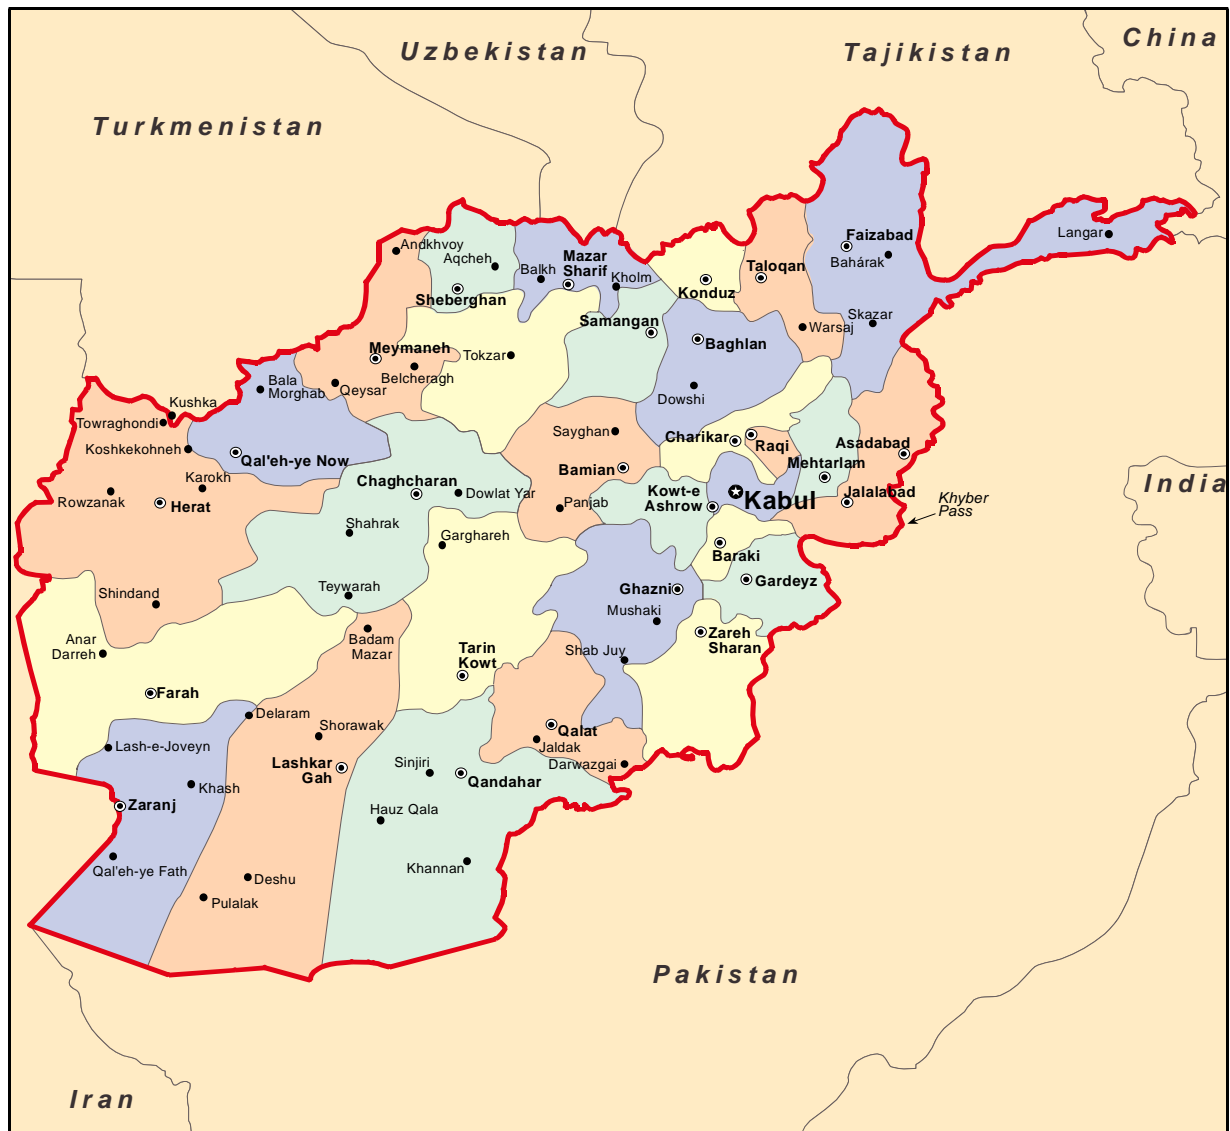 China
Uzbekistan
Tajikistan
Turkmenistan
Faizabad
Langar
Andkhvoy
Bahárak
Aqcheh
Mazar
Sharif
Balkh
Kholm
Taloqan
Konduz
Sheberghan
Skazar
Samangan
Warsaj
Baghlan
Meymaneh
Tokzar
Belcheragh
Bala
Morghab
Qeysar
Dowshi
Kushka
Towraghondi
Sayghan
Charikar
Raqi
Asadabad
Koshkekohneh
Qal'eh-ye Now
Mehtarlam
Bamian
Karokh
Chaghcharan
Dowlat Yar
Kowt-e
Ashrow
Kabul
Jalalabad
India
Khyber
Pass
Rowzanak
Herat
Panjab
Shahrak
Garghareh
Baraki
Gardeyz
Teywarah
Ghazni
Shindand
Mushaki
Anar
Darreh
Badam
Mazar
Tarin
Kowt
Zareh
Sharan
Shab Juy
Farah
Delaram
Shorawak
Qalat
Lash-e-Joveyn
Jaldak
Lashkar
Gah
Sinjiri
Darwazgai
Qandahar
Khash
Zaranj
Hauz Qala
Qal'eh-ye Fath
Khannan
Deshu
Pulalak
Pakistan
Iran